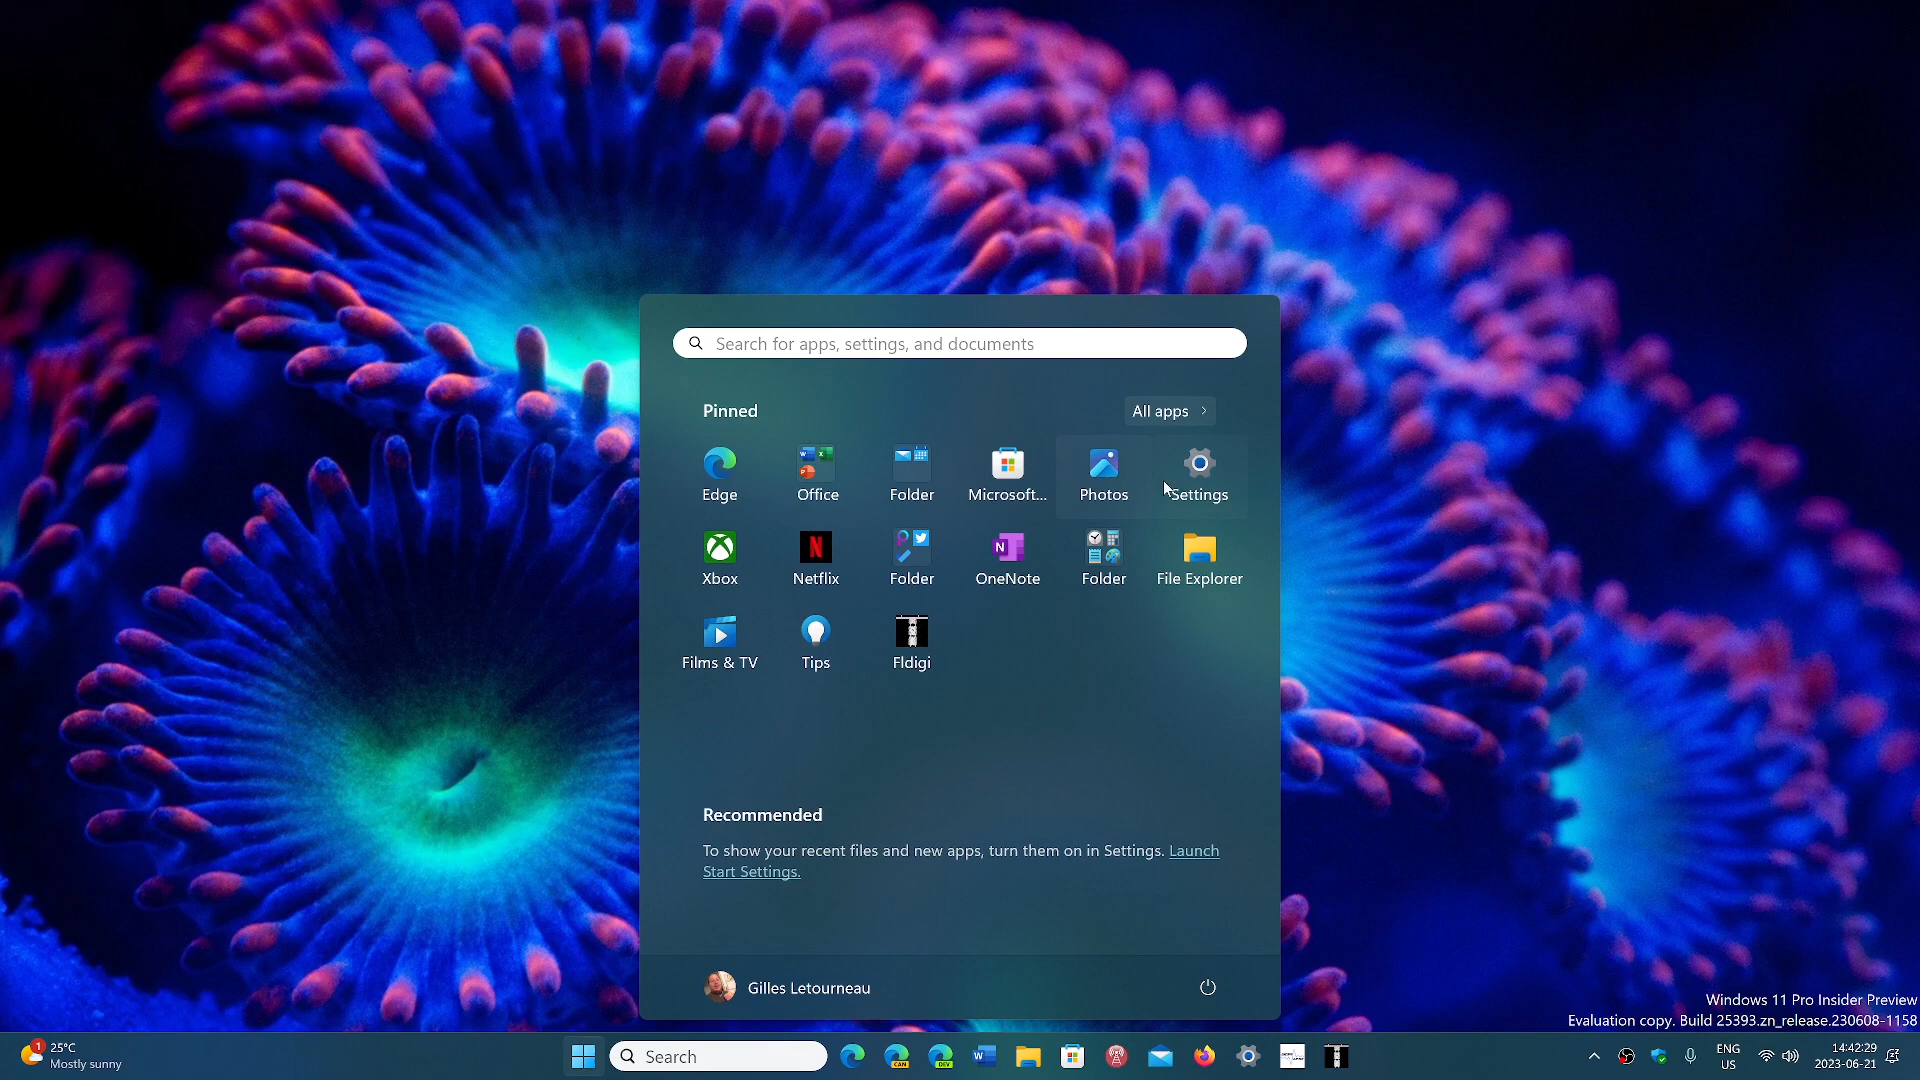 Search for apps, settings, and documents
Pinned
All apps
Edge
Office
Folder
Microsoft...
Photos
Settings
Xbox
Netflix
Folder
OneNote
Folder
File Explorer
Films & TV
Tips
Fldigi
Recommended
To show your recent files and new apps, turn them on in Settings. Launch
Start Settings.
Gilles Letourneau
Windows 11 Pro Insider Preview
Evaluation copy. Build 25393.zn_release.230608-1158
1
25°C
Mostly sunny
Search
CAN
DEV
ENG
US
14:42:29
2023-06-21